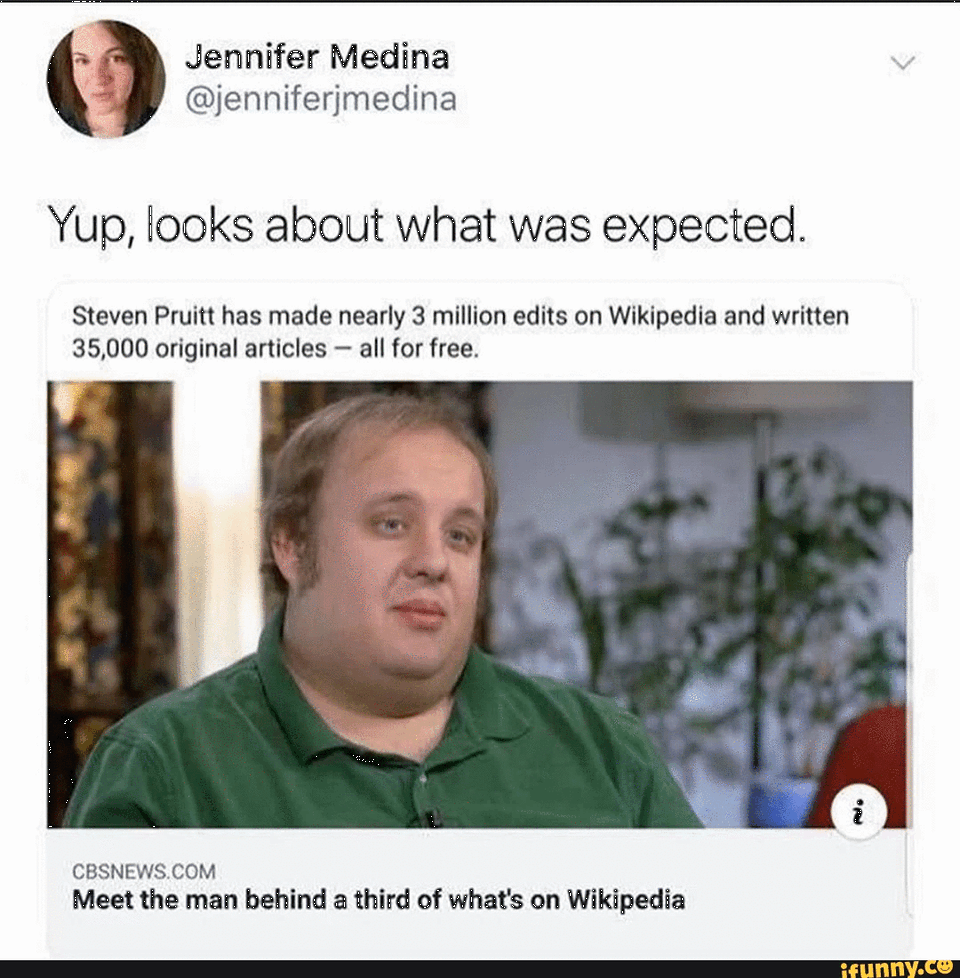 Jennifer Medina
@jenniferjmedina
Yup, looks about what was expected.
Steven Pruitt has made nearly 3 million edits on Wikipedia and written
35,000 original articles — all for free.
i
CBSNEWS.COM
Meet the man behind a third of what's on Wikipedia
ifunny.co